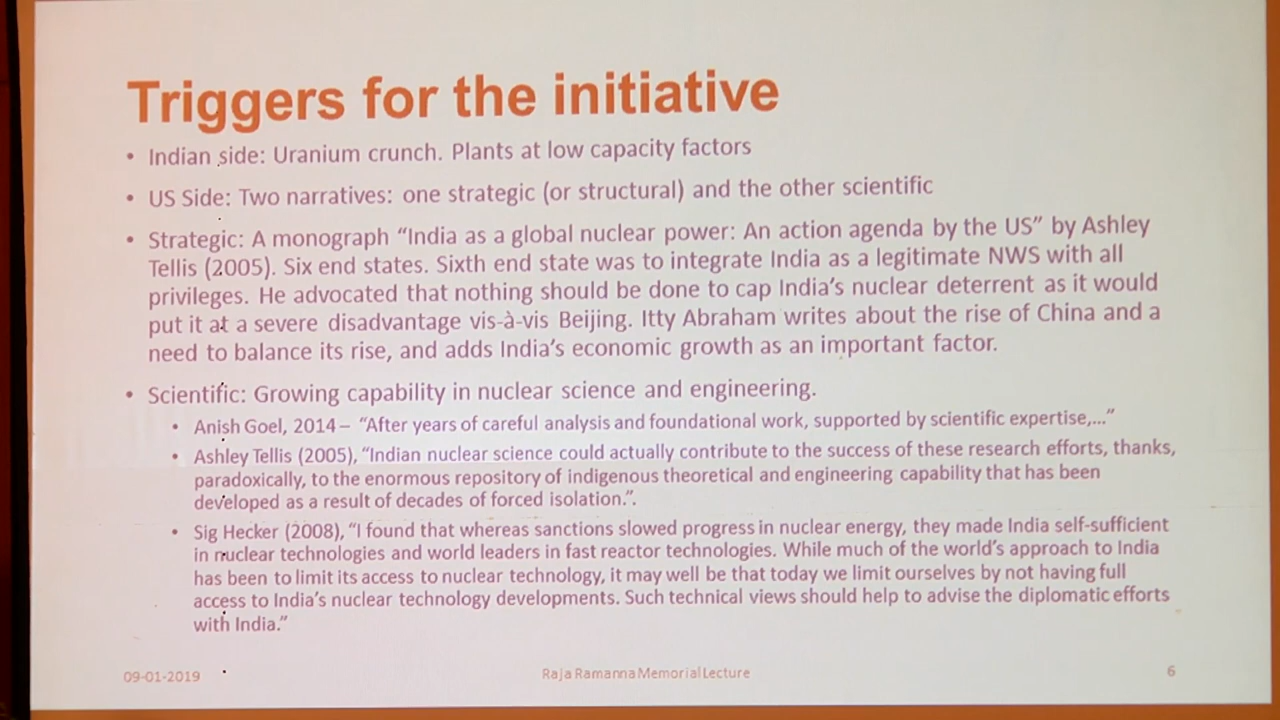 Triggers for the initiative
• Indian side: Uranium crunch. Plants at low capacity factors
• US Side: Two narratives: one strategic (or structural) and the other scientific
• Strategic: A monograph “India as a global nuclear power: An action agenda by the US” by Ashley
Tellis (2005). Six end states. Sixth end state was to integrate India as a legitimate NWS with all
privileges. He advocated that nothing should be done to cap India’s nuclear deterrent as it would
put it at a severe disadvantage vis-à-vis Beijing. Itty Abraham writes about the rise of China and a
need to balance its rise, and adds India’s economic growth as an important factor.
• Scientific: Growing capability in nuclear science and engineering.
• Anish Goel, 2014 – “After years of careful analysis and foundational work, supported by scientific expertise,...”
• Ashley Tellis (2005), “Indian nuclear science could actually contribute to the success of these research efforts, thanks,
paradoxically, to the enormous repository of indigenous theoretical and engineering capability that has been
developed as a result of decades of forced isolation.”.
• Sig Hecker (2008), “I found that whereas sanctions slowed progress in nuclear energy, they made India self-sufficient
in nuclear technologies and world leaders in fast reactor technologies. While much of the world’s approach to India
has been to limit its access to nuclear technology, it may well be that today we limit ourselves by not having full
access to India’s nuclear technology developments. Such technical views should help to advise the diplomatic efforts
with India.”
09-01-2019 Raja Ramanna Memorial Lecture 6